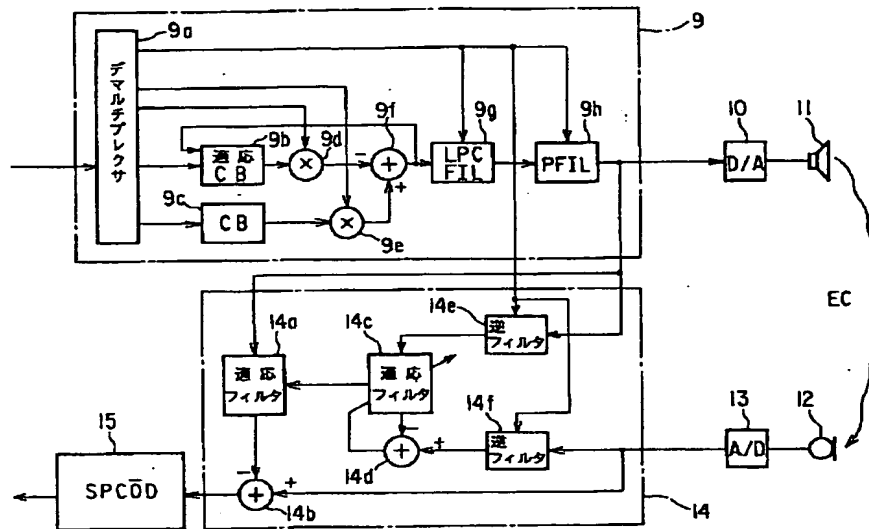 9a
9
デマルチプレクサ
9b
9d
9f
9g
9h
10
11
適応
CB
×
－
＋
＋
LPC
FIL
PFIL
D/A
9c
CB
×
9e
EC
14a
14c
14e
逆
フィルタ
適応
フィルタ
適応
フィルタ
14f
逆
フィルタ
13
12
A/D
15
SPCOD
－
＋
＋
14d
－
＋
＋
14b
14